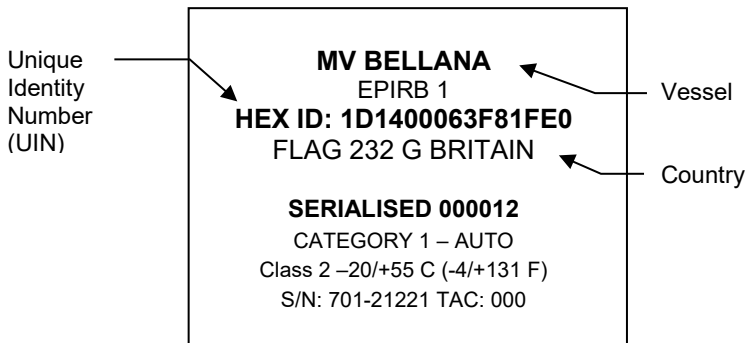 Unique
Identity
Number
(UIN)
MV BELLANA
EPIRB 1
HEX ID: 1D1400063F81FE0
FLAG 232 G BRITAIN
SERIALISED 000012
CATEGORY 1 – AUTO
Class 2 –20/+55 C (-4/+131 F)
S/N: 701-21221 TAC: 000
Vessel
Country